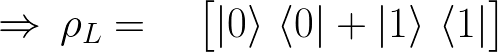 ⇒ ρ_L =   [|0⟩ ⟨0| + |1⟩ ⟨1|]